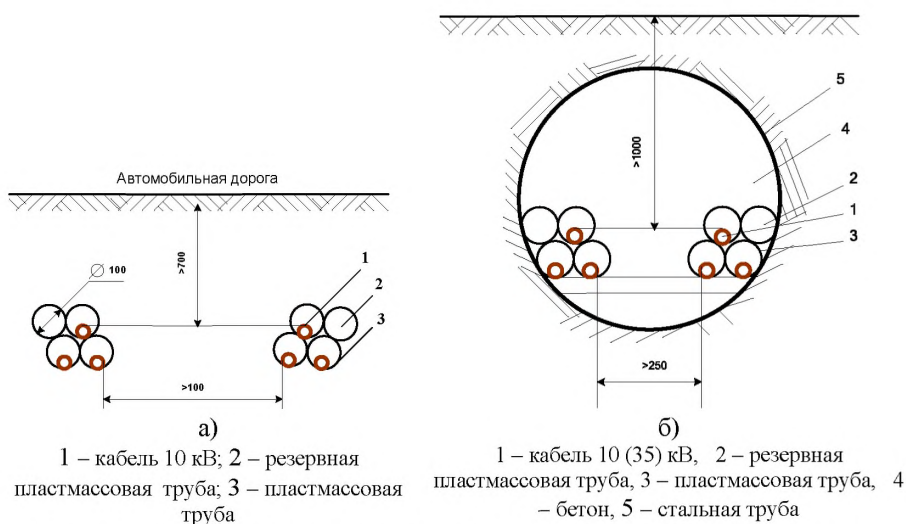 Автомобильная дорога
100
>700
1
2
3
>100
а)
1 – кабель 10 кВ; 2 – резервная
пластмассовая труба; 3 – пластмассовая
труба
>1000
5
4
2
1
3
>250
б)
1 – кабель 10 (35) кВ, 2 – резервная
пластмассовая труба, 3 – пластмассовая труба, 4
– бетон, 5 – стальная труба